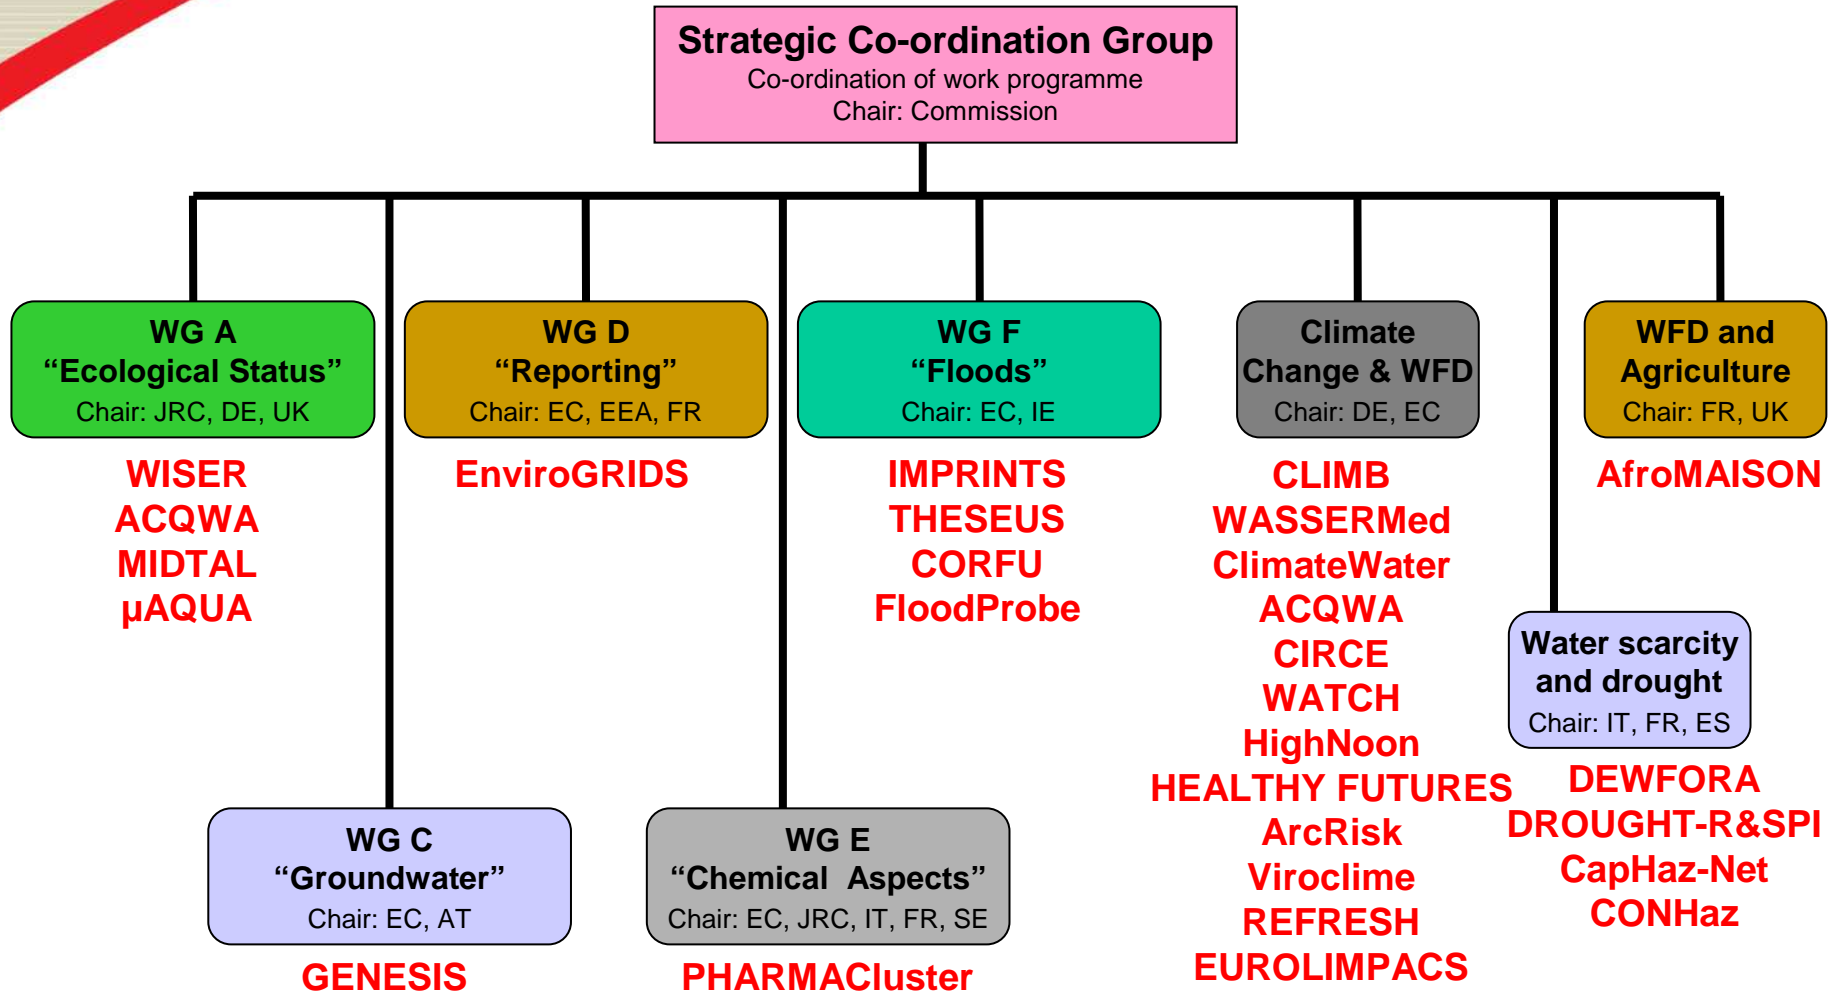 Strategic Co-ordination Group
Co-ordination of work programme
Chair: Commission
WG A
“Ecological Status”
Chair: JRC, DE, UK
WISER
ACQWA
MIDTAL
µAQUA
WG C
“Groundwater”
Chair: EC, AT
GENESIS
WG D
“Reporting”
Chair: EC, EEA, FR
EnviroGRIDS
WG E
“Chemical Aspects”
Chair: EC, JRC, IT, FR, SE
PHARMACluster
WG F
“Floods”
Chair: EC, IE
IMPRINTS
THESEUS
CORFU
FloodProbe
Climate
Change & WFD
Chair: DE, EC
CLIMB
WASSERMed
ClimateWater
ACQWA
CIRCE
WATCH
HighNoon
HEALTHY FUTURES
ArcRisk
Viroclime
REFRESH
EUROLIMPACS
Water scarcity
and drought
Chair: IT, FR, ES
DEWFORA
DROUGHT-R&SPI
CapHaz-Net
CONHaz
WFD and
Agriculture
Chair: FR, UK
AfroMAISON